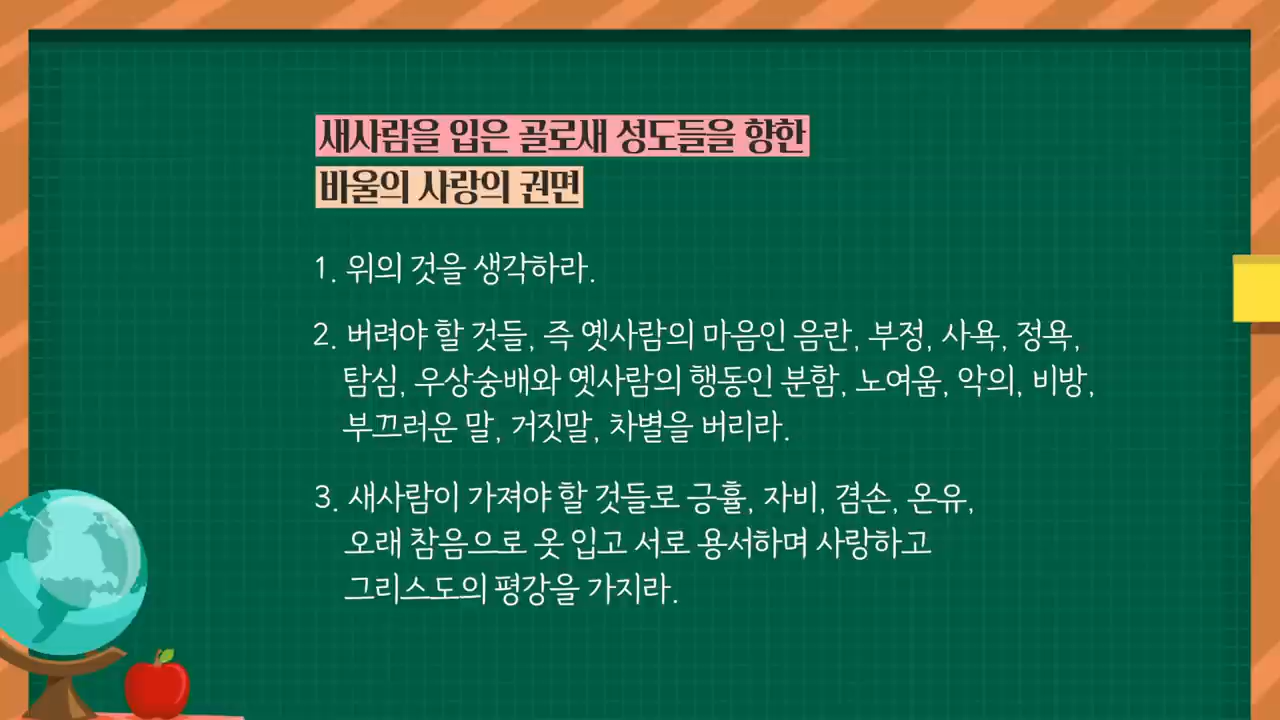 새사람을 입은 골로새 성도들을 향한
바울의 사랑의 권면
1. 위의 것을 생각하라.
2. 버려야 할 것들, 즉 옛사람의 마음인 음란, 부정, 사욕, 정욕,
탐심, 우상숭배와 옛사람의 행동인 분함, 노여움, 악의, 비방,
부끄러운 말, 거짓말, 차별을 버리라.
3. 새사람이 가져야 할 것들로 긍휼, 자비, 겸손, 온유,
오래 참음으로 옷 입고 서로 용서하며 사랑하고
그리스도의 평강을 가지라.